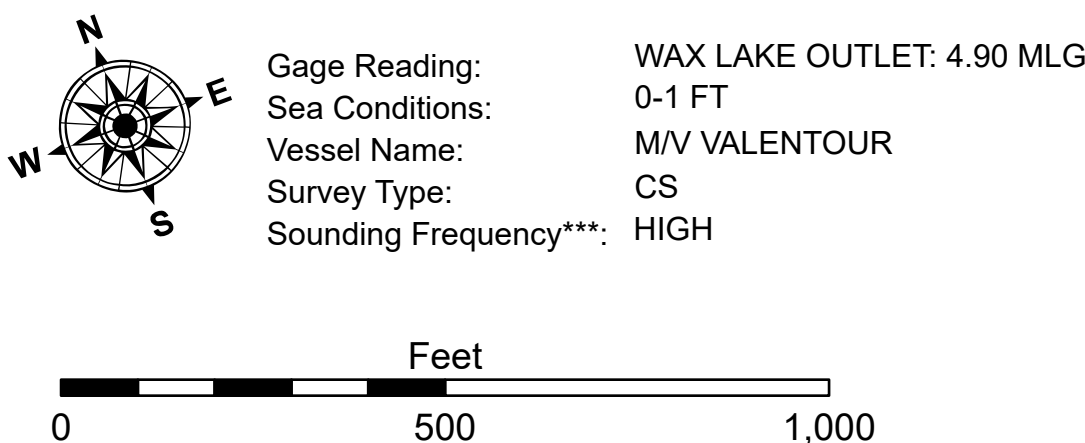 N
E
W
S
Gage Reading: WAX LAKE OUTLET: 4.90 MLG
Sea Conditions: 0-1 FT
Vessel Name: M/V VALENTOUR
Survey Type: CS
Sounding Frequency***: HIGH
Feet
0 500 1,000